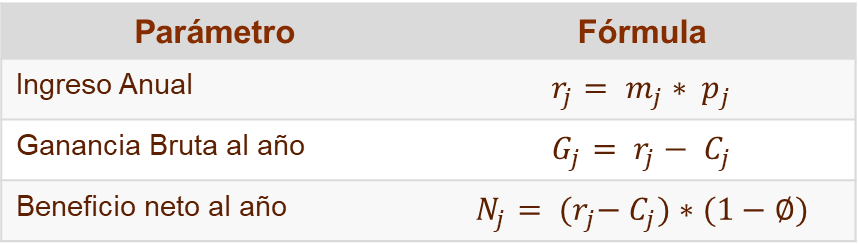 Parámetro Fórmula
Ingreso Anual r_j = m_j * p_j
Ganancia Bruta al año G_j = r_j − C_j
Beneficio neto al año N_j = (r_j − C_j) * (1 − ∅)